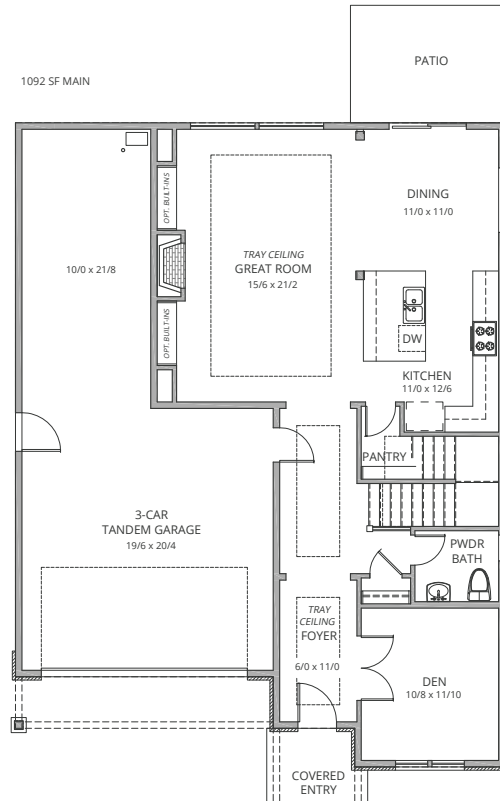 PATIO
1092 SF MAIN
OPT. BUILT-INS
DINING
11/0 x 11/0
TRAY CEILING
GREAT ROOM
15/6 x 21/2
10/0 x 21/8
OPT. BUILT-INS
DW
KITCHEN
11/0 x 12/6
PANTRY
3-CAR
TANDEM GARAGE
19/6 x 20/4
PWDR
BATH
TRAY
CEILING
FOYER
6/0 x 11/0
DEN
10/8 x 11/10
COVERED
ENTRY